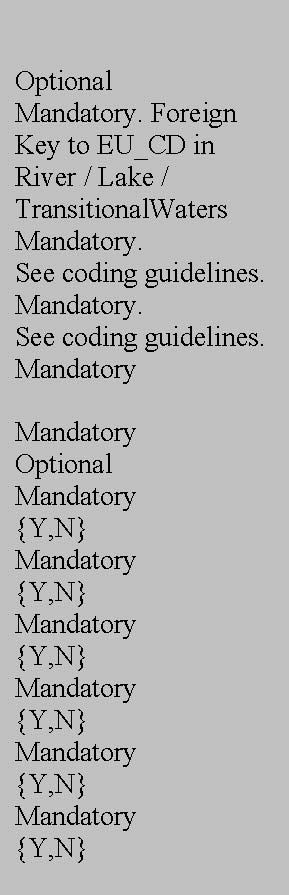 Optional
Mandatory. Foreign
Key to EU_CD in
River / Lake /
TransitionalWaters
Mandatory.
See coding guidelines.
Mandatory.
See coding guidelines.
Mandatory
Mandatory
Optional
Mandatory
{Y,N}
Mandatory
{Y,N}
Mandatory
{Y,N}
Mandatory
{Y,N}
Mandatory
{Y,N}
Mandatory
{Y,N}